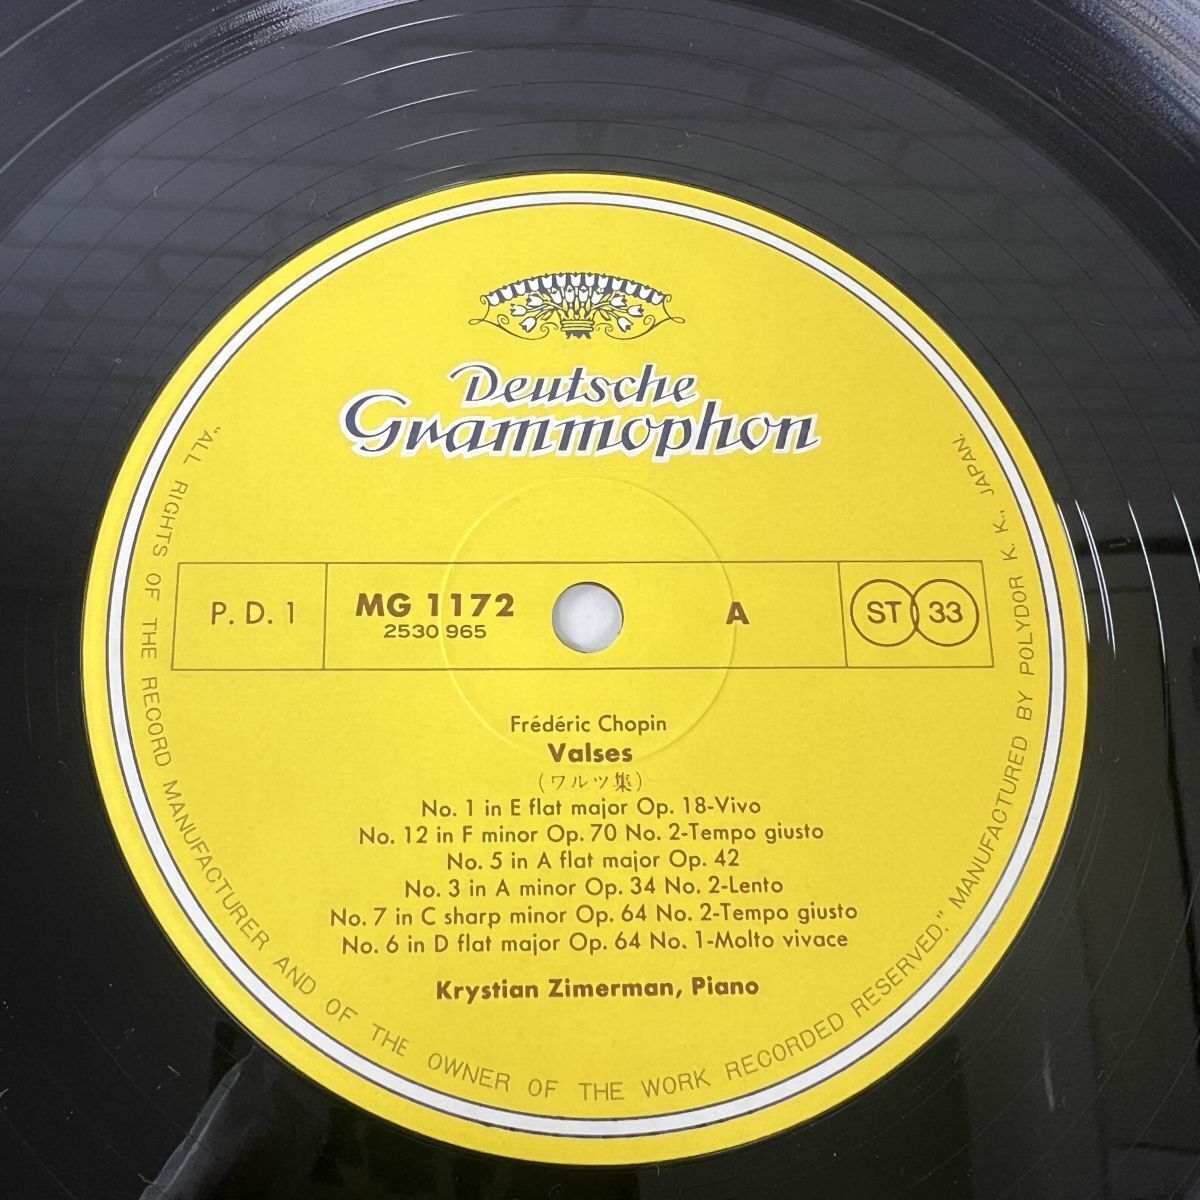 Deutsche
Grammophon
P. D. 1
MG 1172
2530 965
A
ST 33
Frédéric Chopin
Valses
(ワルツ集)
No. 1 in E flat major Op. 18-Vivo
No. 12 in F minor Op. 70 No. 2-Tempo giusto
No. 5 in A flat major Op. 42
No. 3 in A minor Op. 34 No. 2-Lento
No. 7 in C sharp minor Op. 64 No. 2-Tempo giusto
No. 6 in D flat major Op. 64 No. 1-Molto vivace
Krystian Zimerman, Piano
"ALL RIGHTS OF THE RECORD MANUFACTURER AND OF THE OWNER OF THE WORK RECORDED RESERVED," MANUFACTURED BY POLYDOR K. K., JAPAN.